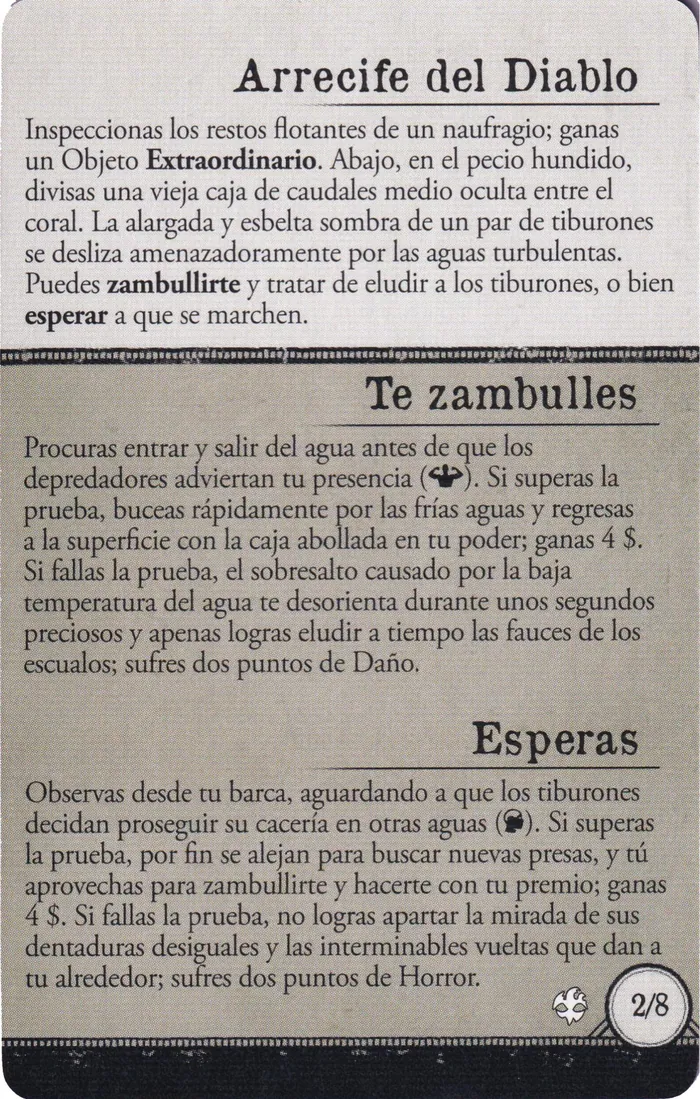 Arrecife del Diablo
Inspeccionas los restos flotantes de un naufragio; ganas
un Objeto Extraordinario. Abajo, en el pecio hundido,
divisas una vieja caja de caudales medio oculta entre el
coral. La alargada y esbelta sombra de un par de tiburones
se desliza amenazadoramente por las aguas turbulentas.
Puedes zambullirte y tratar de eludir a los tiburones, o bien
esperar a que se marchen.
Te zambulles
Procuras entrar y salir del agua antes de que los
depredadores adviertan tu presencia (). Si superas la
prueba, buceas rápidamente por las frías aguas y regresas
a la superficie con la caja abollada en tu poder; ganas 4 $.
Si fallas la prueba, el sobresalto causado por la baja
temperatura del agua te desorienta durante unos segundos
preciosos y apenas logras eludir a tiempo las fauces de los
escualos; sufres dos puntos de Daño.
Esperas
Observas desde tu barca, aguardando a que los tiburones
decidan proseguir su cacería en otras aguas (). Si superas
la prueba, por fin se alejan para buscar nuevas presas, y tú
aprovechas para zambullirte y hacerte con tu premio; ganas
4 $. Si fallas la prueba, no logras apartar la mirada de sus
dentaduras desiguales y las interminables vueltas que dan a
tu alrededor; sufres dos puntos de Horror.
2/8